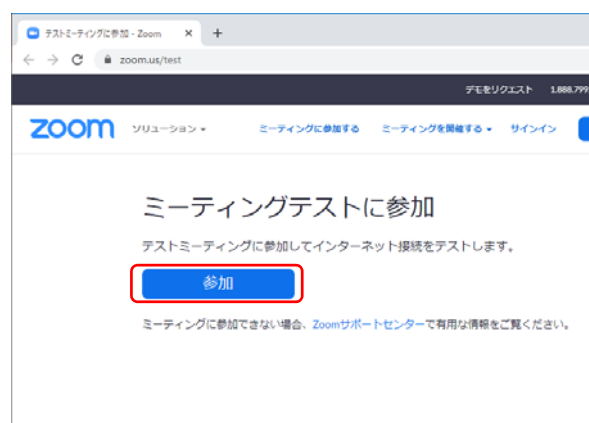 テストミーティングに参加 - Zoom
zoom.us/test
デモをリクエスト 1.888.799
zoom ソリューション ミーティングに参加する ミーティングを開催する サインイン
ミーティングテストに参加
テストミーティングに参加してインターネット接続をテストします。
参加
ミーティングに参加できない場合、Zoomサポートセンターで有用な情報をご覧ください。